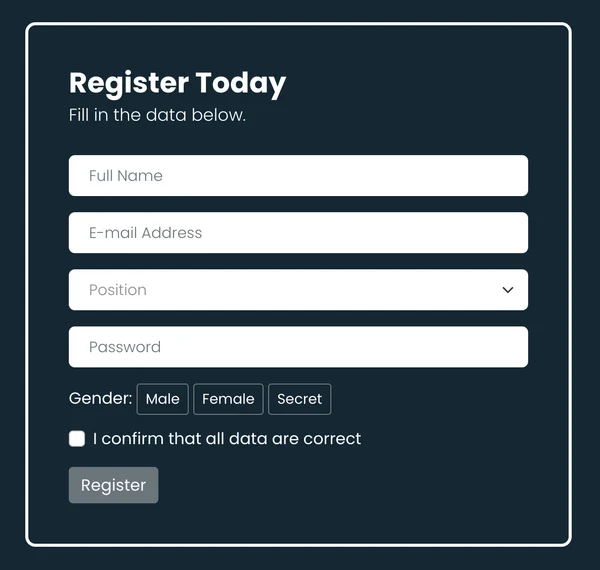 Register Today
Fill in the data below.
Full Name
E-mail Address
Position
Password
Gender: Male Female Secret
I confirm that all data are correct
Register